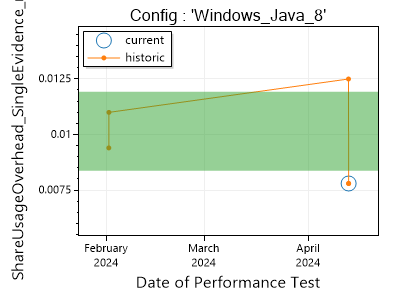 Config : 'Windows_Java_8'
current
historic
ShareUsageOverhead_SingleEvidence_
0.0125
0.01
0.0075
February
2024
March
2024
April
2024
Date of Performance Test